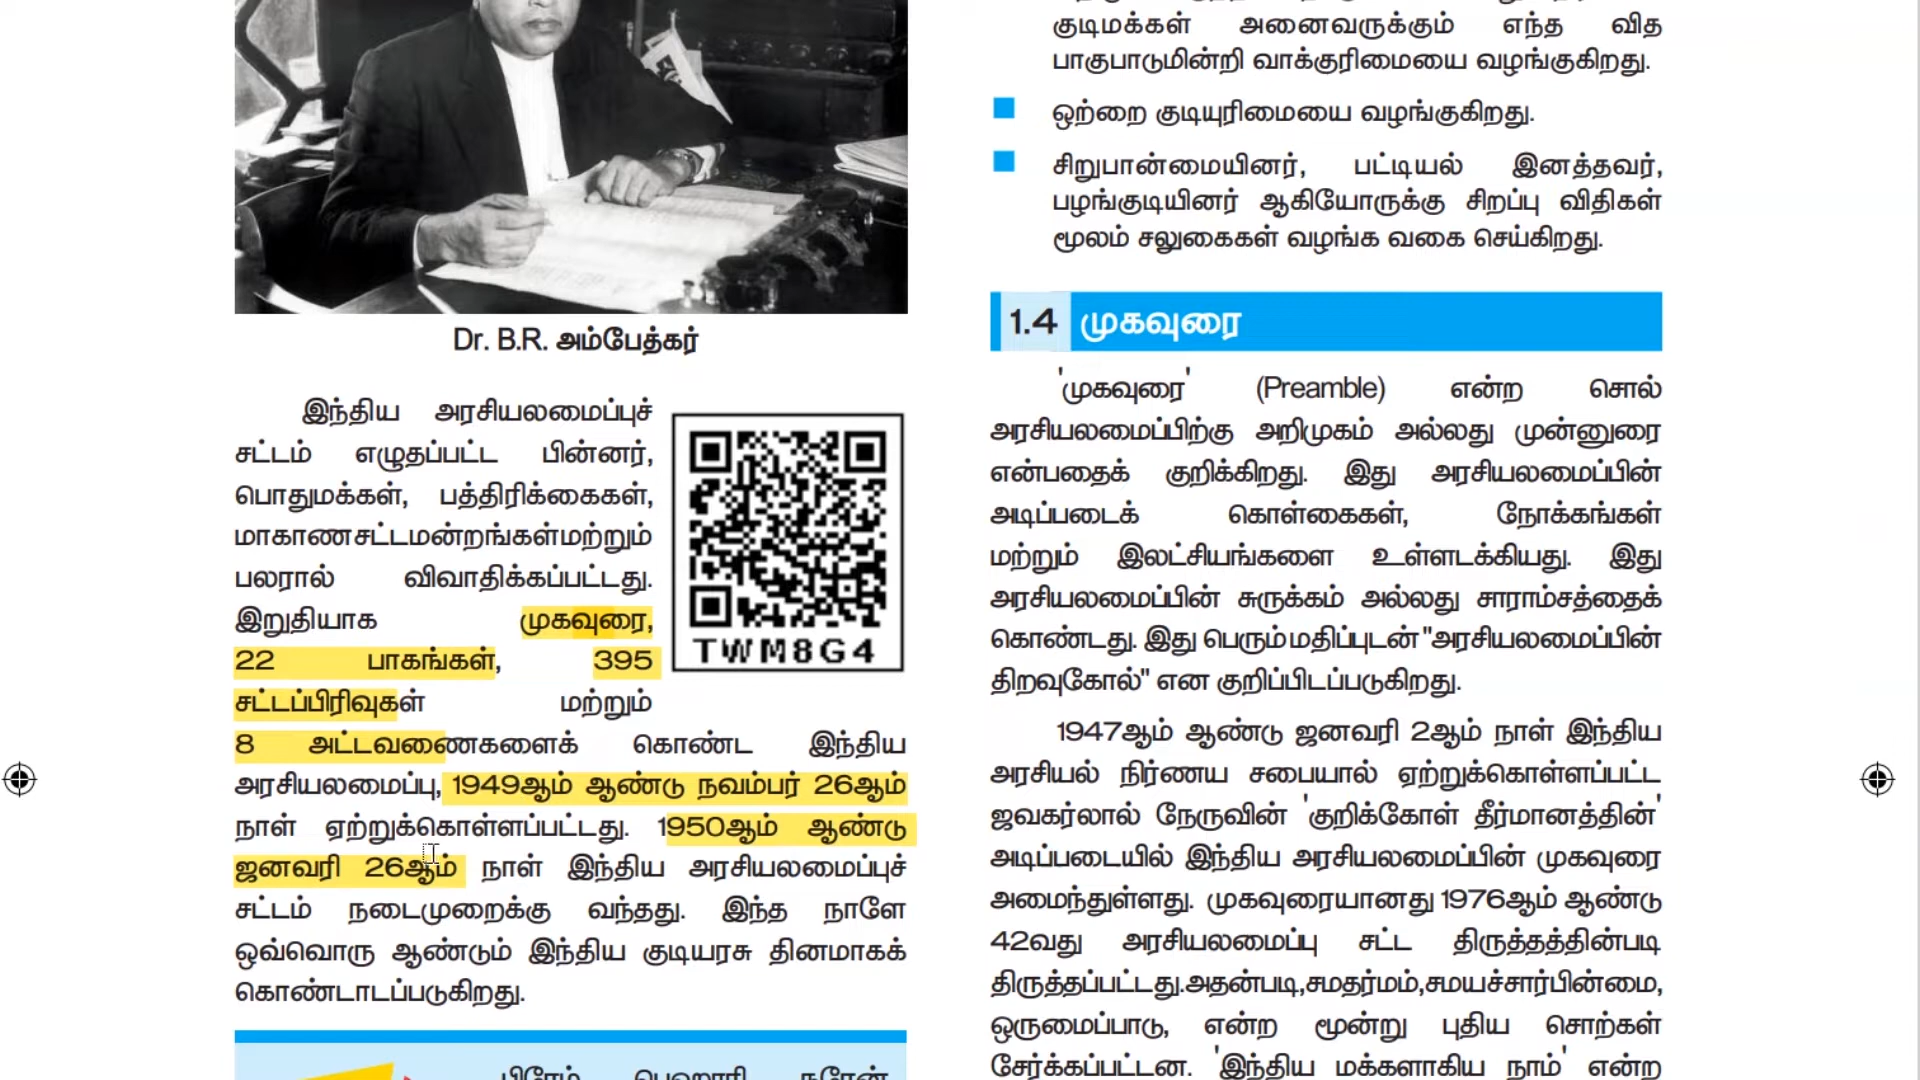 Dr. B.R. அம்பேத்கர்
இந்திய அரசியலமைப்புச்
சட்டம் எழுதப்பட்ட பின்னர்,
பொதுமக்கள், பத்திரிக்கைகள்,
மாகாணசட்டமன்றங்கள்மற்றும்
பலரால் விவாதிக்கப்பட்டது.
இறுதியாக முகவுரை,
22 பாகங்கள், 395
சட்டப்பிரிவுகள் மற்றும்
8 அட்டவணைகளைக் கொண்ட இந்திய
அரசியலமைப்பு, 1949ஆம் ஆண்டு நவம்பர் 26ஆம்
நாள் ஏற்றுக்கொள்ளப்பட்டது. 1950ஆம் ஆண்டு
ஜனவரி 26ஆம் நாள் இந்திய அரசியலமைப்புச்
சட்டம் நடைமுறைக்கு வந்தது. இந்த நாளே
ஒவ்வொரு ஆண்டும் இந்திய குடியரசு தினமாகக்
கொண்டாடப்படுகிறது.
TWM8G4
பிரேம் பெஹாரி நரேன்
குடிமக்கள் அனைவருக்கும் எந்த வித
பாகுபாடுமின்றி வாக்குரிமையை வழங்குகிறது.
ஒற்றை குடியுரிமையை வழங்குகிறது.
சிறுபான்மையினர், பட்டியல் இனத்தவர்,
பழங்குடியினர் ஆகியோருக்கு சிறப்பு விதிகள்
மூலம் சலுகைகள் வழங்க வகை செய்கிறது.
1.4 முகவுரை
'முகவுரை' (Preamble) என்ற சொல்
அரசியலமைப்பிற்கு அறிமுகம் அல்லது முன்னுரை
என்பதைக் குறிக்கிறது. இது அரசியலமைப்பின்
அடிப்படைக் கொள்கைகள், நோக்கங்கள்
மற்றும் இலட்சியங்களை உள்ளடக்கியது. இது
அரசியலமைப்பின் சுருக்கம் அல்லது சாராம்சத்தைக்
கொண்டது. இது பெரும்மதிப்புடன் "அரசியலமைப்பின்
திறவுகோல்" என குறிப்பிடப்படுகிறது.
1947ஆம் ஆண்டு ஜனவரி 2ஆம் நாள் இந்திய
அரசியல் நிர்ணய சபையால் ஏற்றுக்கொள்ளப்பட்ட
ஜவகர்லால் நேருவின் 'குறிக்கோள் தீர்மானத்தின்'
அடிப்படையில் இந்திய அரசியலமைப்பின் முகவுரை
அமைந்துள்ளது. முகவுரையானது 1976ஆம் ஆண்டு
42வது அரசியலமைப்பு சட்ட திருத்தத்தின்படி
திருத்தப்பட்டது.அதன்படி,சமதர்மம்,சமயச்சார்பின்மை,
ஒருமைப்பாடு, என்ற மூன்று புதிய சொற்கள்
சேர்க்கப்பட்டன. 'இந்திய மக்களாகிய நாம்' என்ற